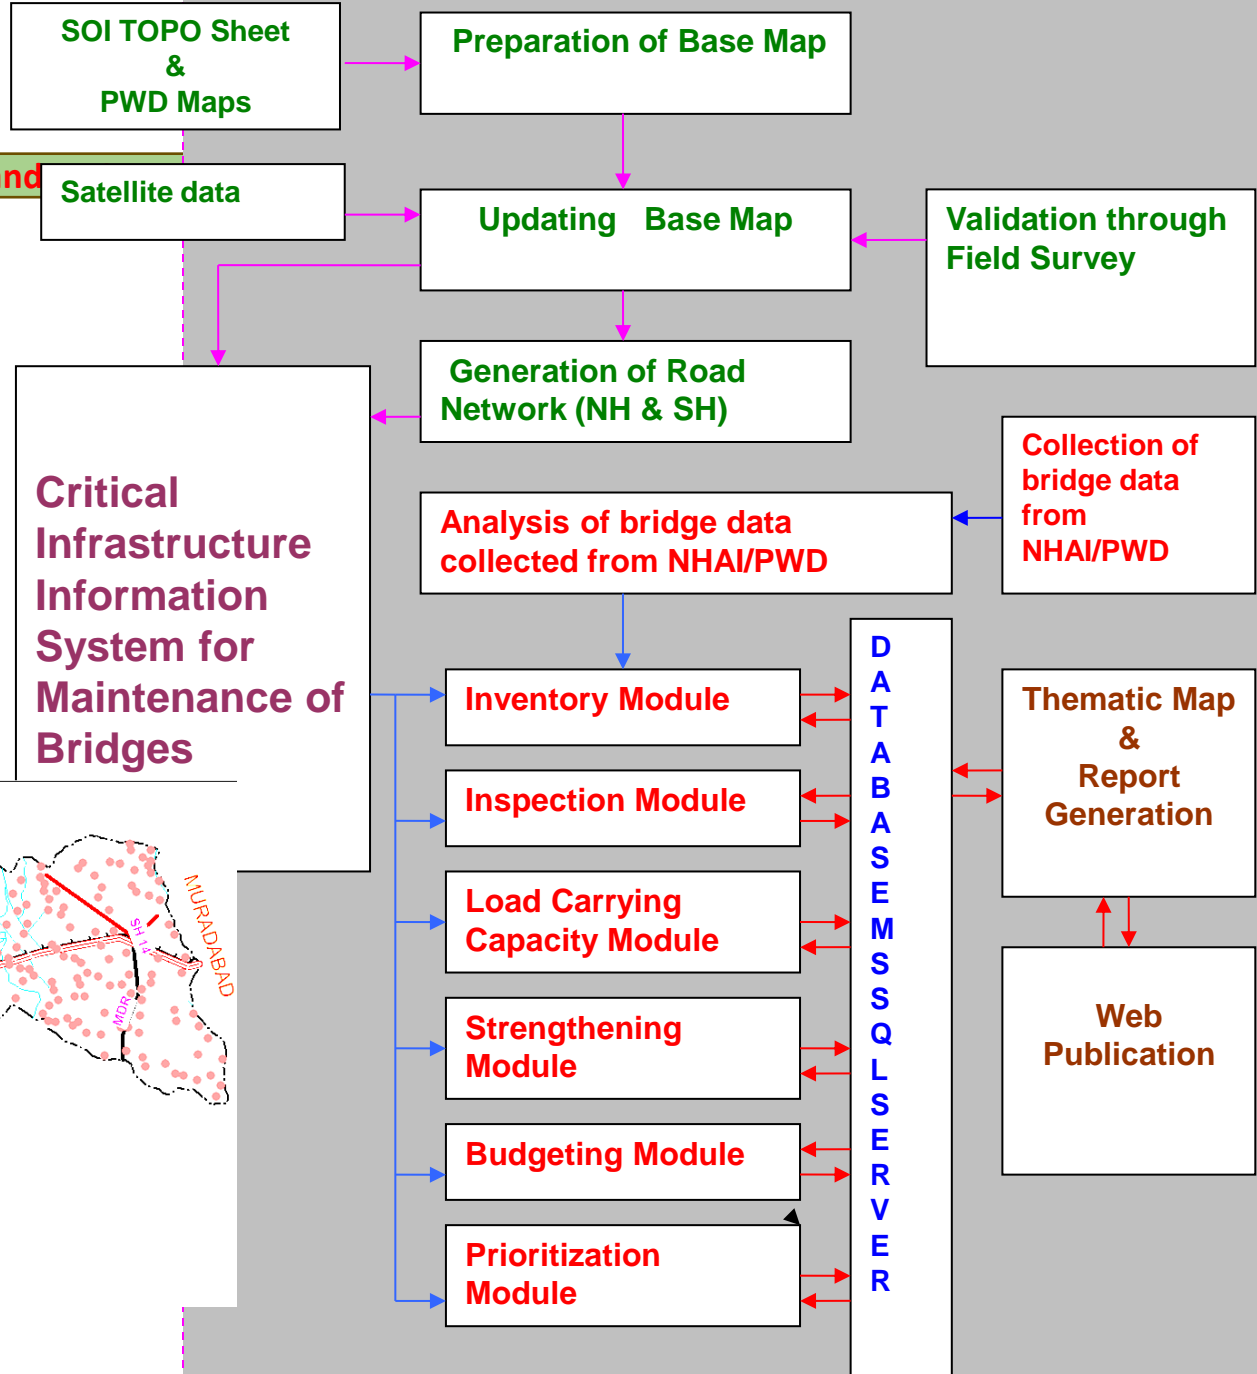 SOI TOPO Sheet
&
PWD Maps
Preparation of Base Map
and
Satellite data
Updating Base Map
Validation through
Field Survey
Generation of Road
Network (NH & SH)
Critical
Infrastructure
Information
System for
Maintenance of
Bridges
Collection of
bridge data
from
NHAI/PWD
Analysis of bridge data
collected from NHAI/PWD
Inventory Module
Inspection Module
Load Carrying
Capacity Module
Strengthening
Module
Budgeting Module
Prioritization
Module
D
A
T
A
B
A
S
E
M
S
S
Q
L
S
E
R
V
E
R
Thematic Map
&
Report
Generation
Web
Publication
MURADABAD
SH 14
MDR